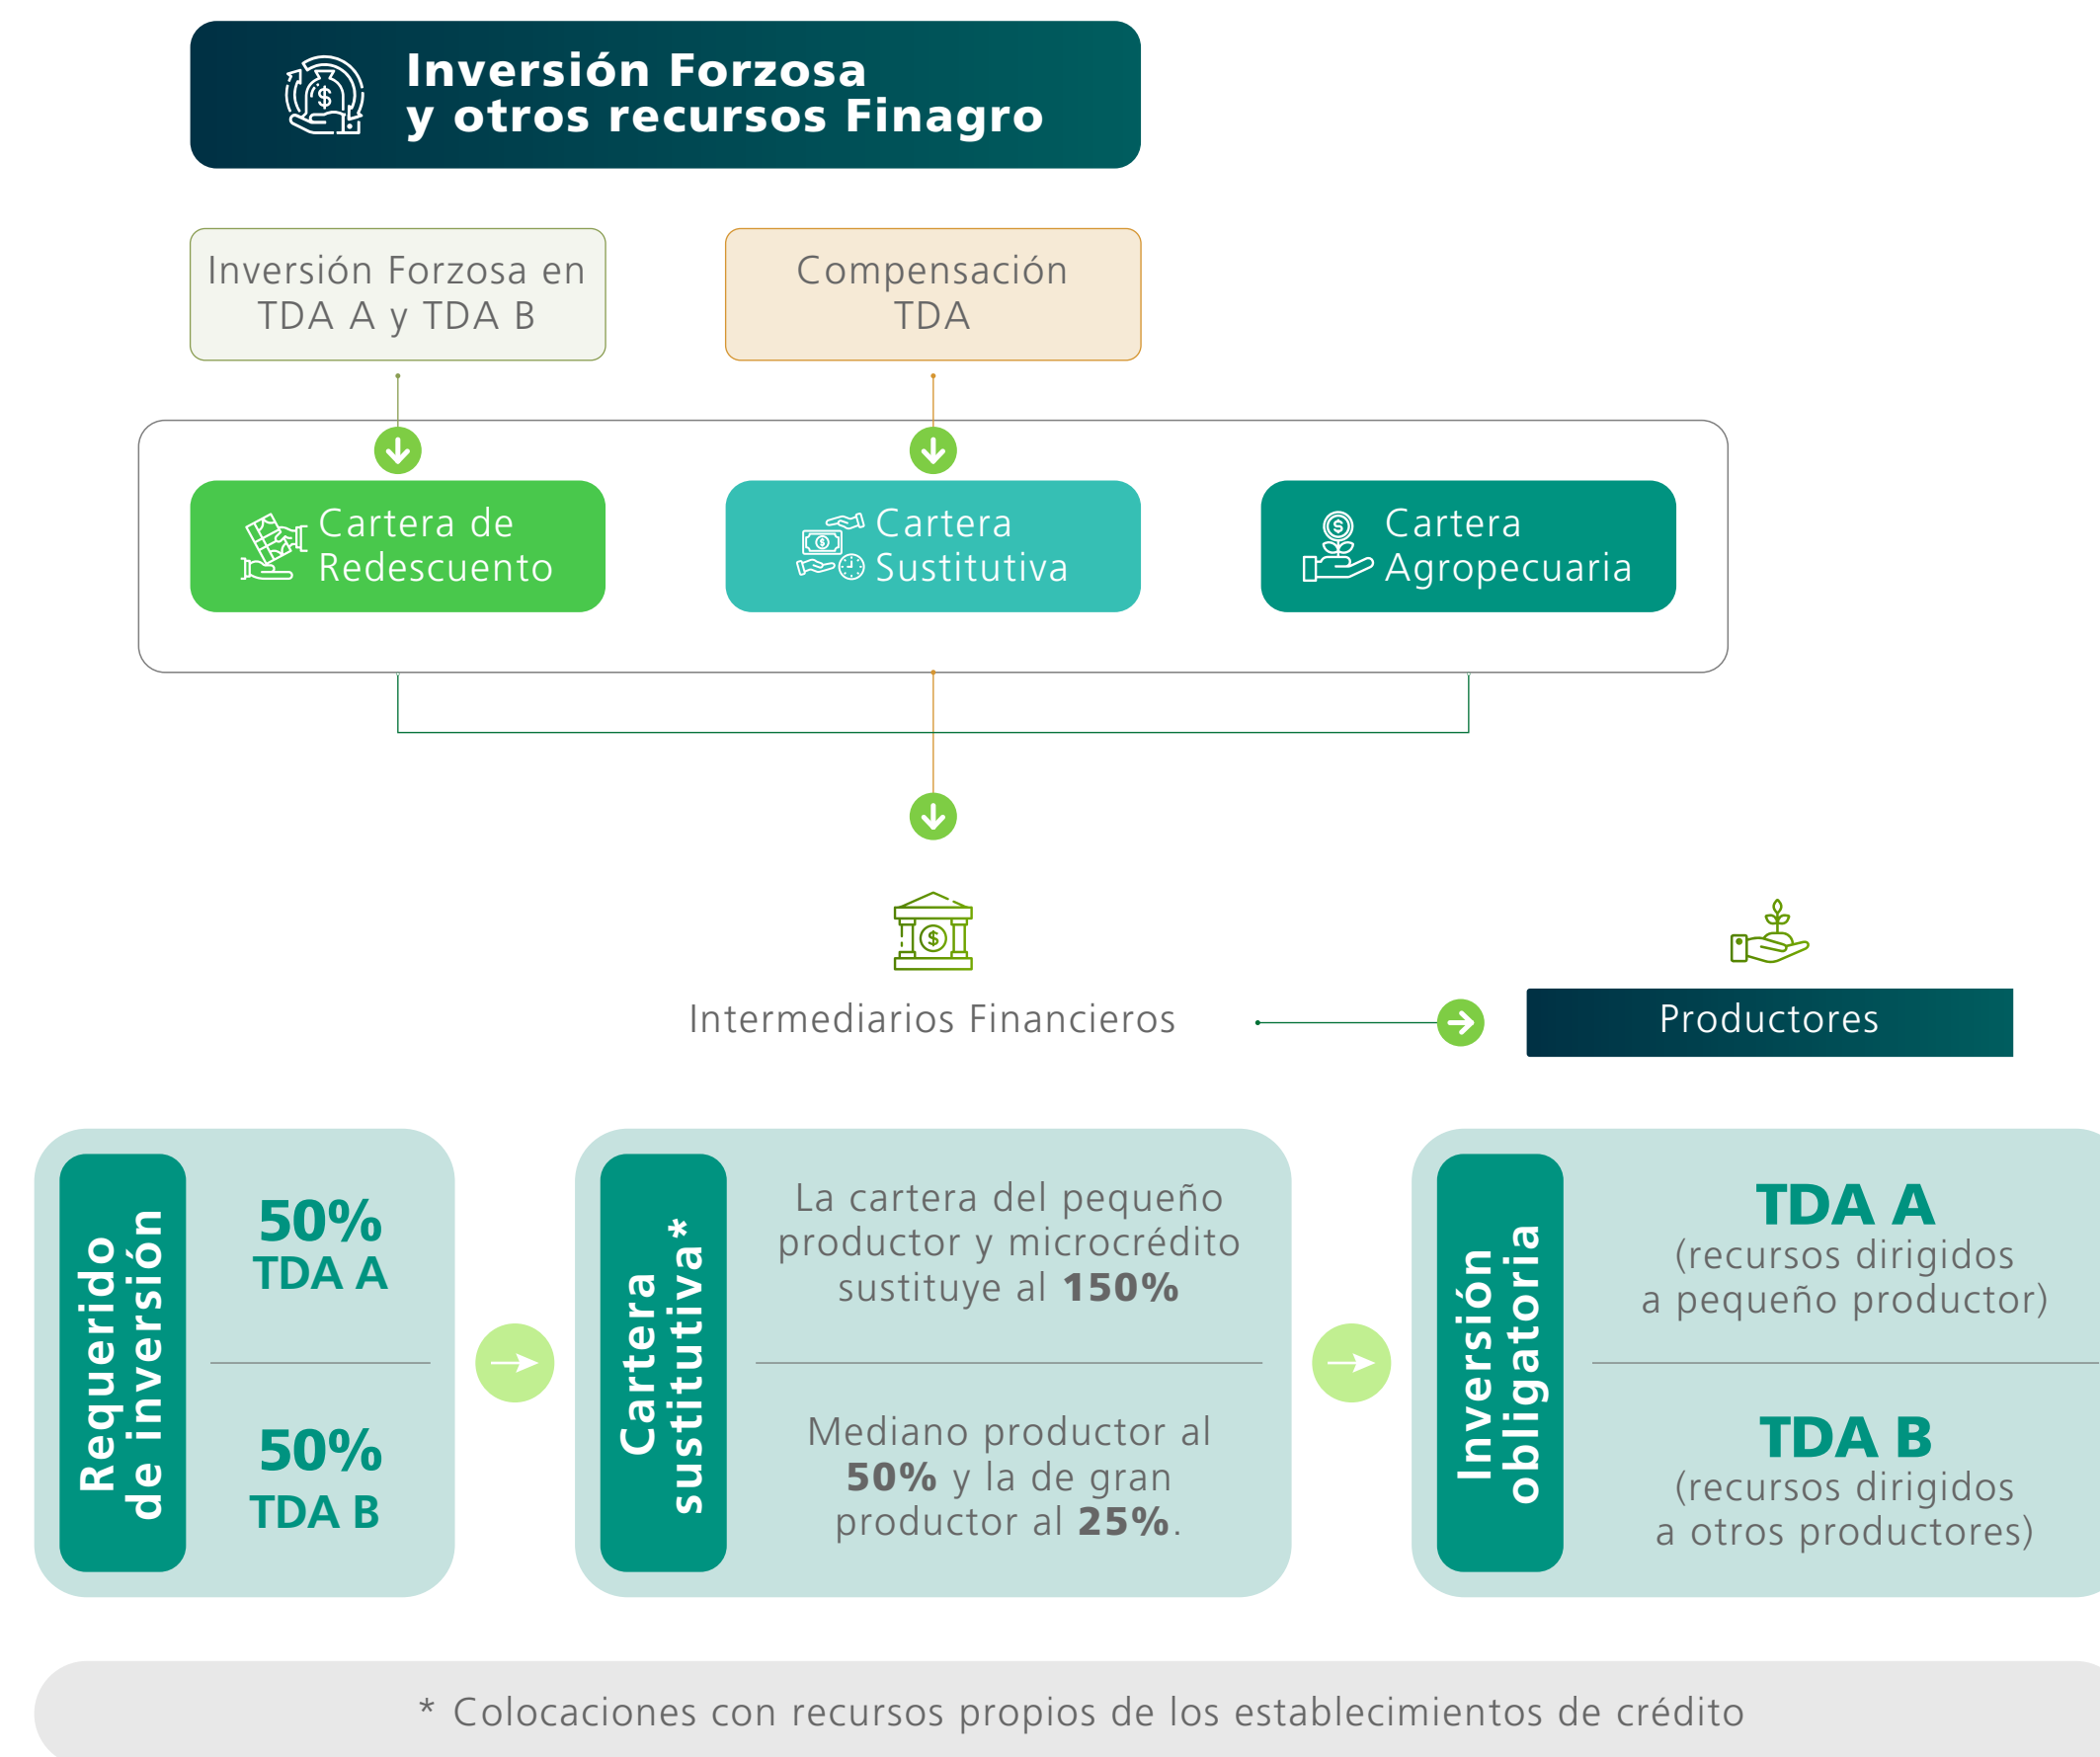 Inversión Forzosa
y otros recursos Finagro
Inversión Forzosa en
TDA A y TDA B
Compensación
TDA
Cartera de
Redescuento
Cartera
Sustitutiva
Cartera
Agropecuaria
Intermediarios Financieros
Productores
Requerido
de inversión
50%
TDA A
50%
TDA B
Cartera
sustitutiva*
La cartera del pequeño
productor y microcrédito
sustituye al 150%
Mediano productor al
50% y la de gran
productor al 25%.
Inversión
obligatoria
TDA A
(recursos dirigidos
a pequeño productor)
TDA B
(recursos dirigidos
a otros productores)
* Colocaciones con recursos propios de los establecimientos de crédito